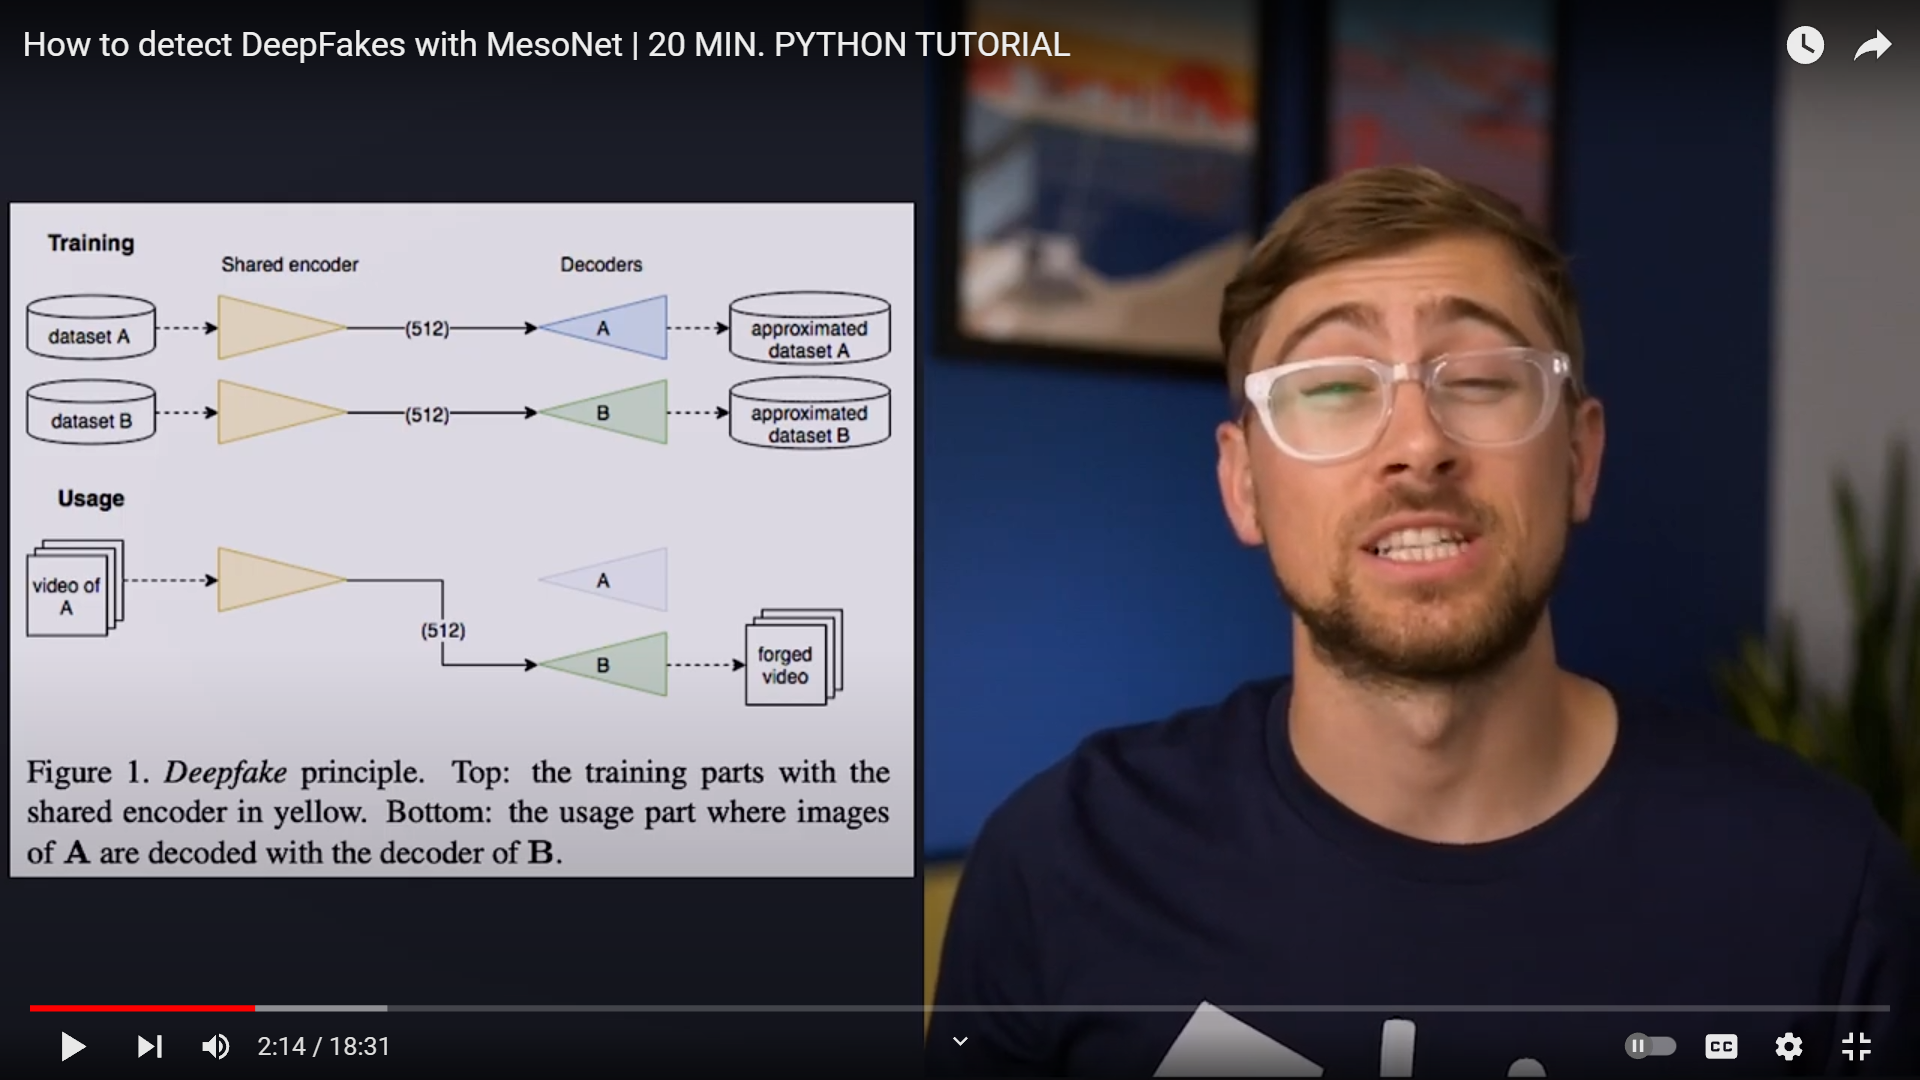 How to detect DeepFakes with MesoNet | 20 MIN. PYTHON TUTORIAL
Training
Shared encoder
Decoders
dataset A
(512)
A
approximated
dataset A
dataset B
(512)
B
approximated
dataset B
Usage
video of
A
A
(512)
B
forged
video
Figure 1. Deepfake principle. Top: the training parts with the
shared encoder in yellow. Bottom: the usage part where images
of A are decoded with the decoder of B.
2:14 / 18:31
CC